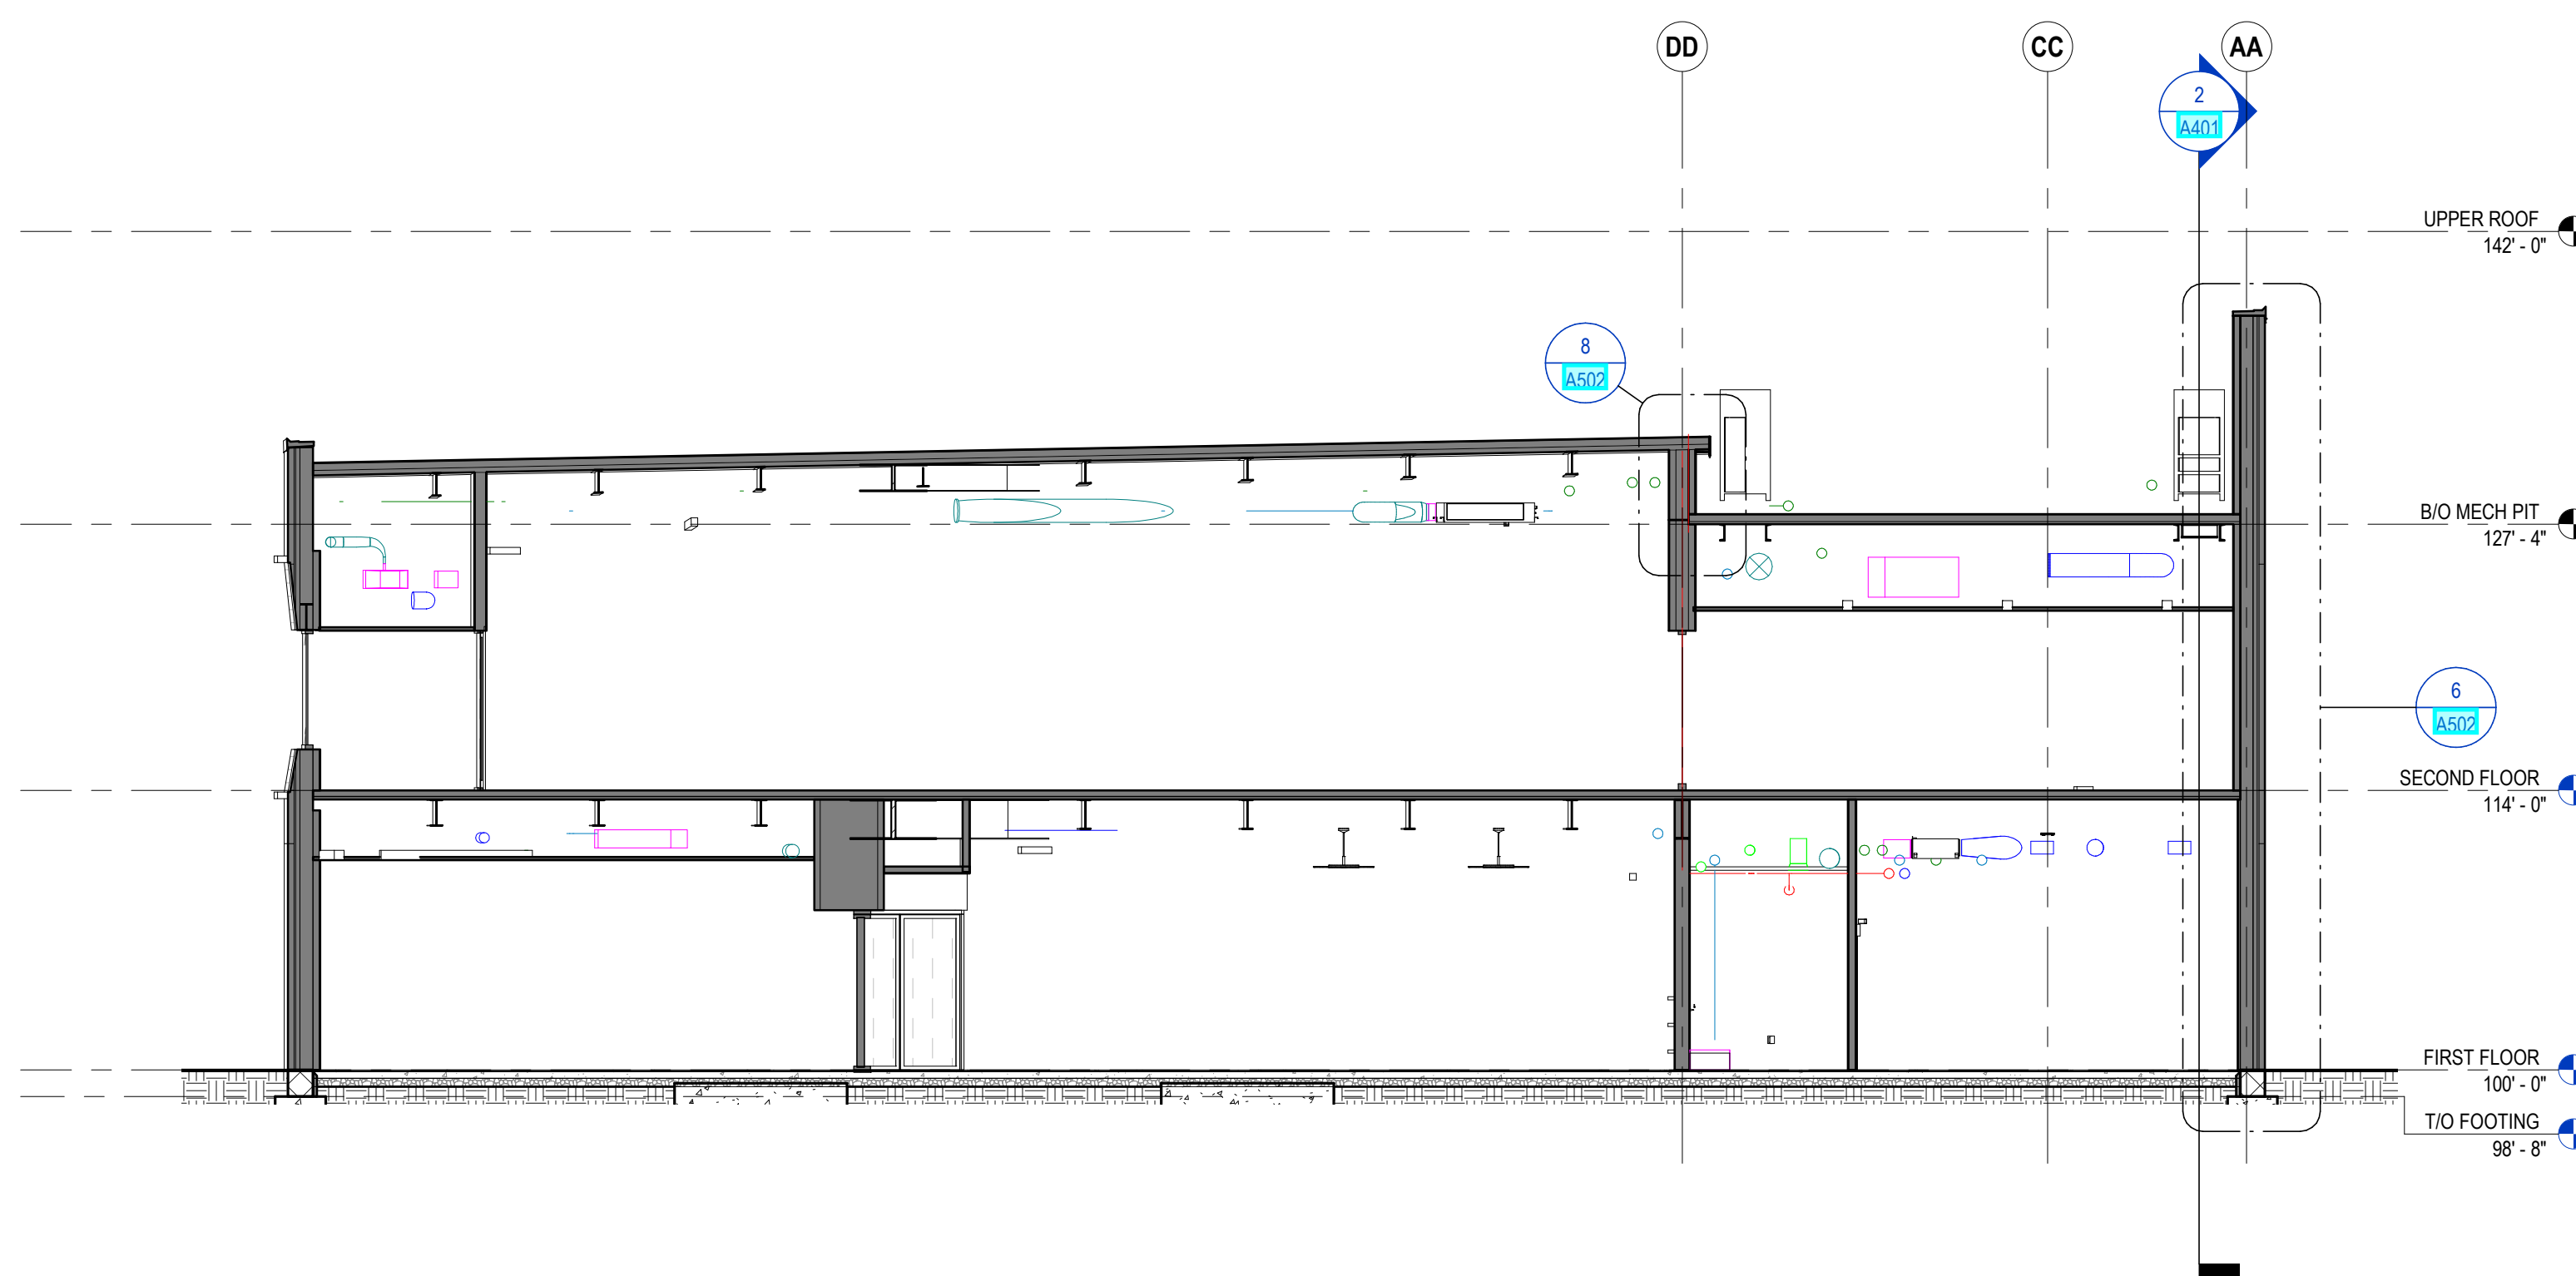 DD
CC
AA
2
A401
UPPER ROOF
142' - 0"
8
A502
B/O MECH PIT
127' - 4"
6
A502
SECOND FLOOR
114' - 0"
FIRST FLOOR
100' - 0"
T/O FOOTING
98' - 8"